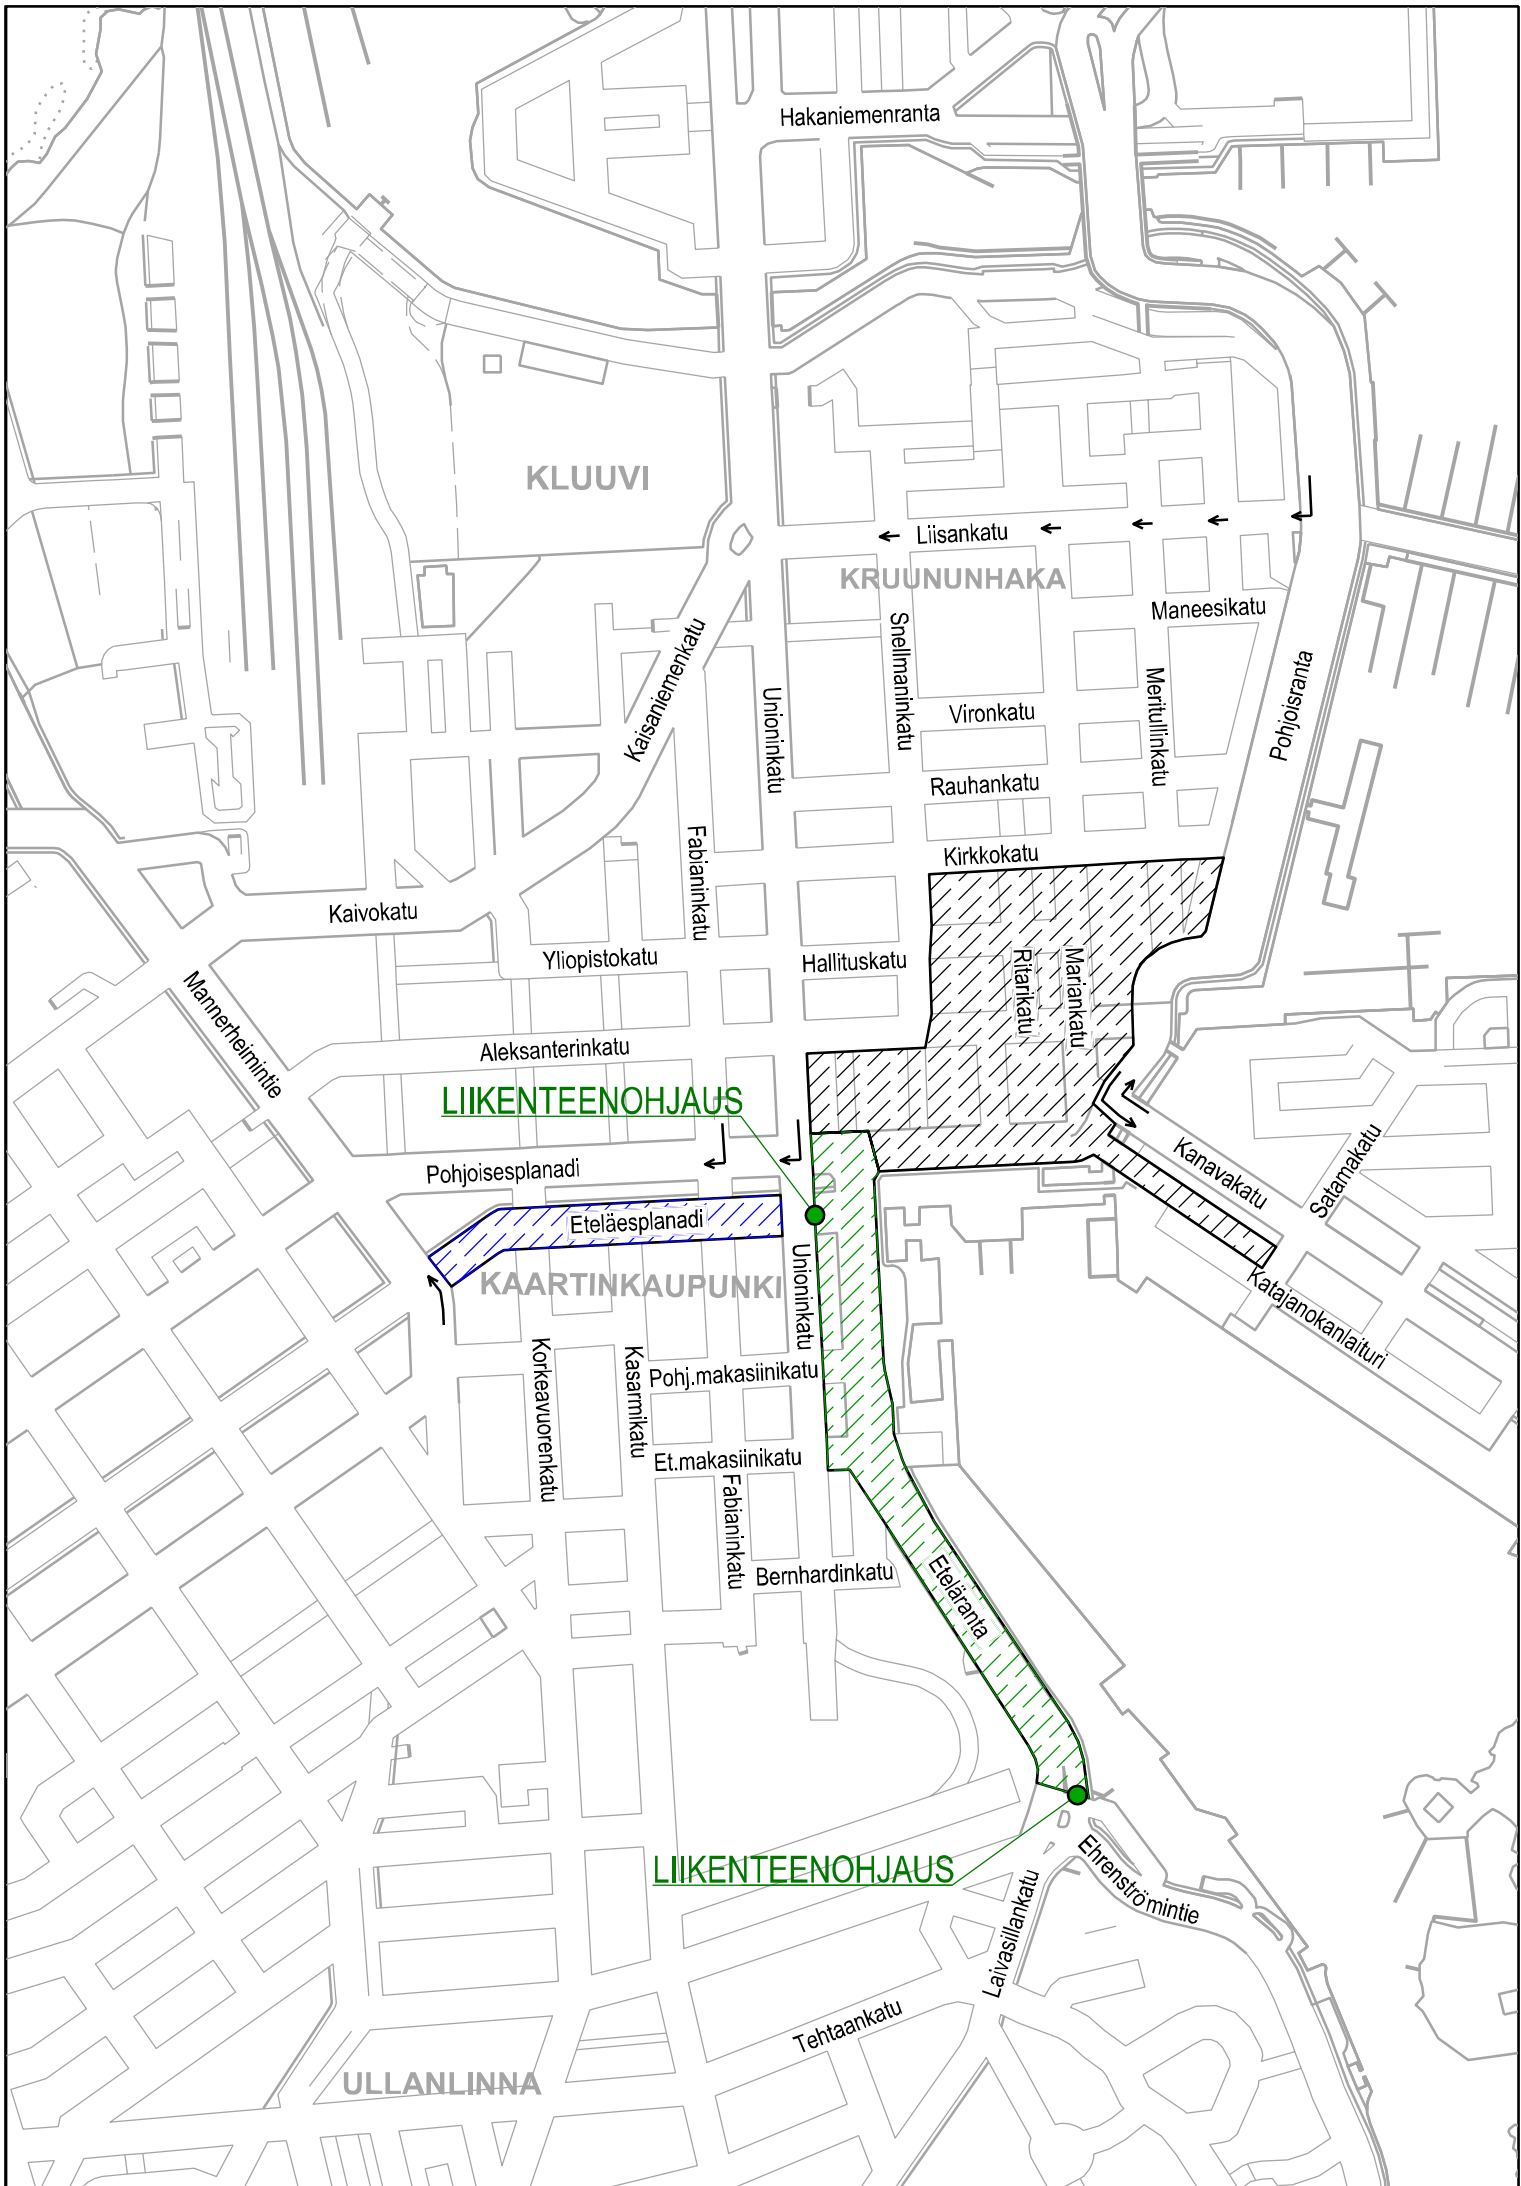 Hakaniemenranta
KLUUVI
Liisankatu
KRUUNUNHAKA
Maneesikatu
Snellmaninkatu
Kaisaniemenkatu
Unioninkatu
Meritullinkatu
Pohjoisranta
Vironkatu
Rauhankatu
Fabianinkatu
Kirkkokatu
Kaivokatu
Yliopistokatu
Hallituskatu
Ritarikatu
Mariankatu
Mannerheimintie
Aleksanterinkatu
LIIKENTEENOHJAUS
Pohjoisesplanadi
Kanavakatu
Satamakatu
Eteläesplanadi
KAARTINKAUPUNKI
Unioninkatu
Katajanokanlaituri
Korkeavuorenkatu
Kasarmikatu
Pohj.makasiinikatu
Et.makasiinikatu
Fabianinkatu
Bernhardinkatu
Eteläranta
LIIKENTEENOHJAUS
Ehrenströmintie
Laivasillankatu
Tehtaankatu
ULLANLINNA